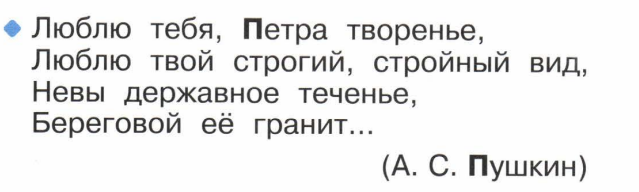 Люблю тебя, Петра творенье,
Люблю твой строгий, стройный вид,
Невы державное теченье,
Береговой её гранит...
(А. С. Пушкин)